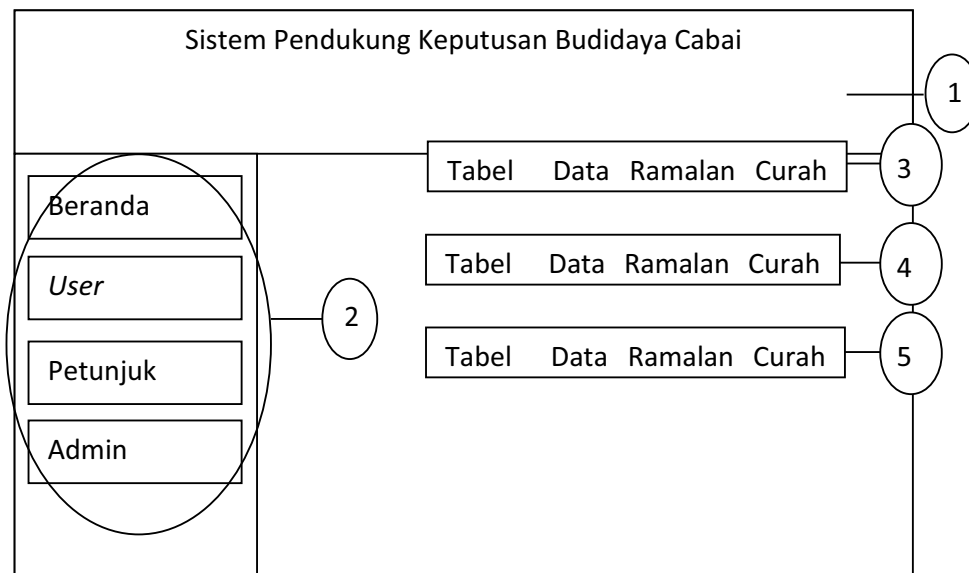 Sistem Pendukung Keputusan Budidaya Cabai
1
Tabel Data Ramalan Curah
3
Beranda
Tabel Data Ramalan Curah
4
User
2
Tabel Data Ramalan Curah
5
Petunjuk
Admin